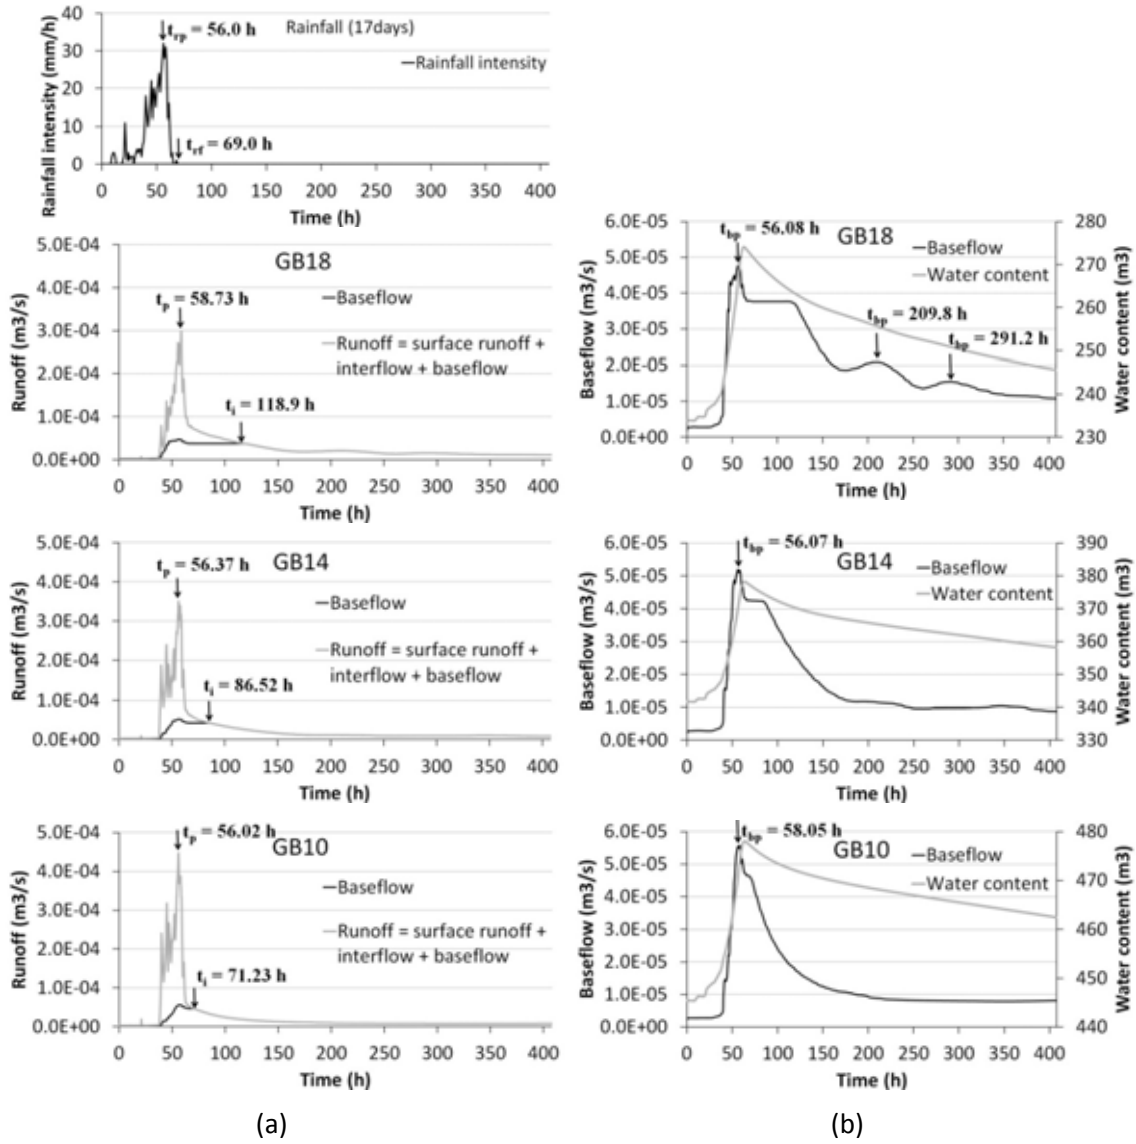 t_rp = 56.0 h
Rainfall (17days)
Rainfall intensity
t_rf = 69.0 h
Rainfall intensity (mm/h)
40
30
20
10
0
0 50 100 150 200 250 300 350 400
Time (h)
GB18
t_p = 58.73 h
Baseflow
Runoff = surface runoff +
interflow + baseflow
t_i = 118.9 h
Runoff (m3/s)
5.0E-04
4.0E-04
3.0E-04
2.0E-04
1.0E-04
0.0E+00
0 50 100 150 200 250 300 350 400
Time (h)
GB14
t_p = 56.37 h
Baseflow
Runoff = surface runoff +
interflow + baseflow
t_i = 86.52 h
Runoff (m3/s)
5.0E-04
4.0E-04
3.0E-04
2.0E-04
1.0E-04
0.0E+00
0 50 100 150 200 250 300 350 400
Time (h)
t_p = 56.02 h
GB10
Baseflow
Runoff = surface runoff +
interflow + baseflow
t_i = 71.23 h
Runoff (m3/s)
5.0E-04
4.0E-04
3.0E-04
2.0E-04
1.0E-04
0.0E+00
0 50 100 150 200 250 300 350 400
Time (h)
(a)
t_bp = 56.08 h
GB18
Baseflow
Water content
t_bp = 209.8 h
t_bp = 291.2 h
Baseflow (m3/s)
6.0E-05
5.0E-05
4.0E-05
3.0E-05
2.0E-05
1.0E-05
0.0E+00
280
270
260
250
240
230
Water content (m3)
0 50 100 150 200 250 300 350 400
Time (h)
t_bp = 56.07 h
GB14
Baseflow
Water content
Baseflow (m3/s)
6.0E-05
5.0E-05
4.0E-05
3.0E-05
2.0E-05
1.0E-05
0.0E+00
390
380
370
360
350
340
330
Water content (m3)
0 50 100 150 200 250 300 350 400
Time (h)
t_bp = 58.05 h
GB10
Baseflow
Water content
Baseflow (m3/s)
6.0E-05
5.0E-05
4.0E-05
3.0E-05
2.0E-05
1.0E-05
0.0E+00
480
470
460
450
440
Water content (m3)
0 50 100 150 200 250 300 350 400
Time (h)
(b)